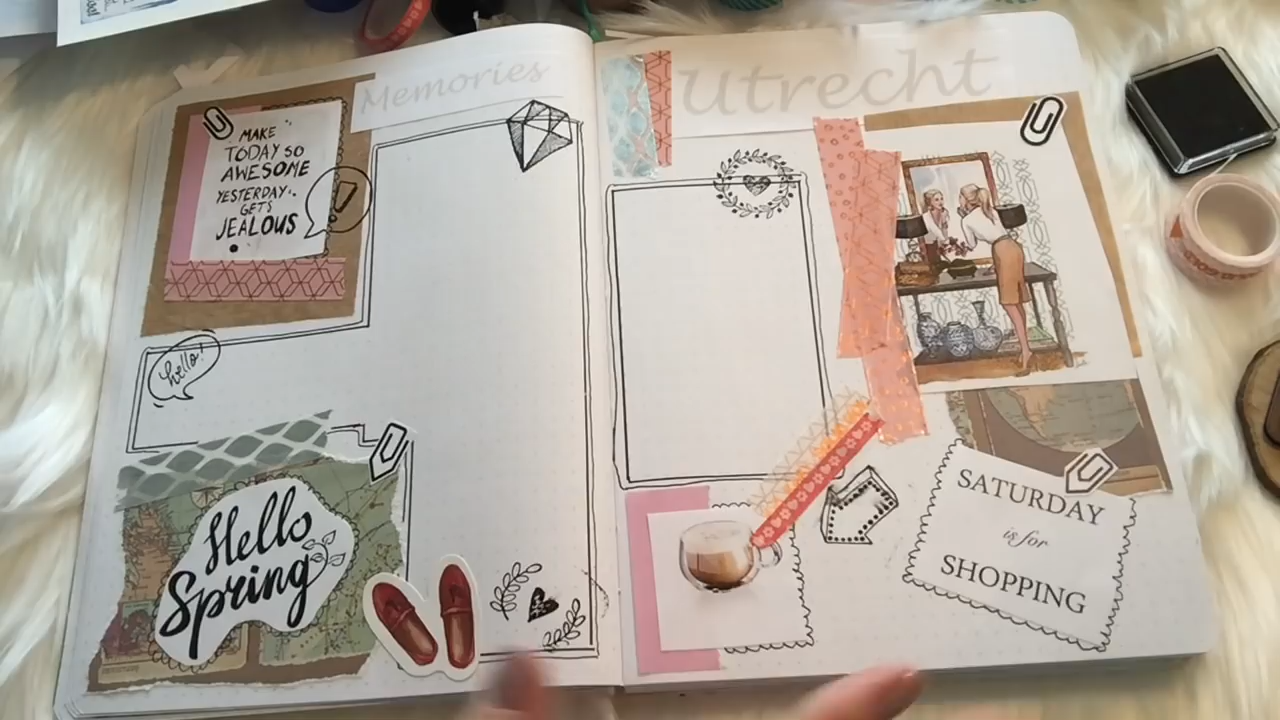 Memories
MAKE
TODAY SO
AWESOME
YESTERDAY
GETS
JEALOUS
hello!
Hello
Spring
Utrecht
SATURDAY
is for
SHOPPING